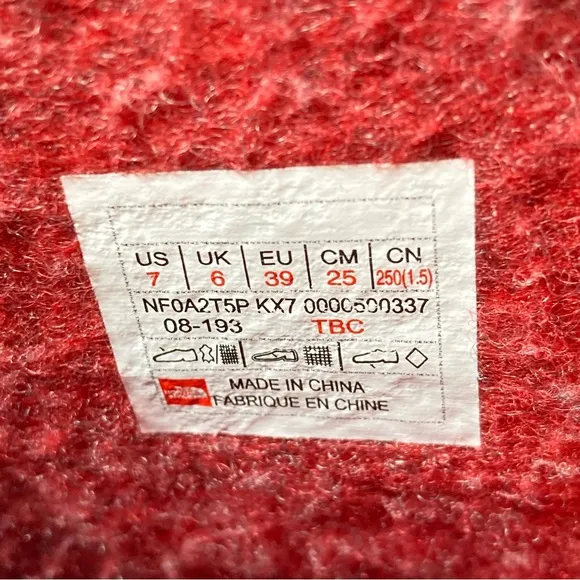 US UK EU CM CN
7 6 39 25 250(1.5)
NF0A2T5P KX7 0000500337
08-193 TBC
MADE IN CHINA
FABRIQUE EN CHINE